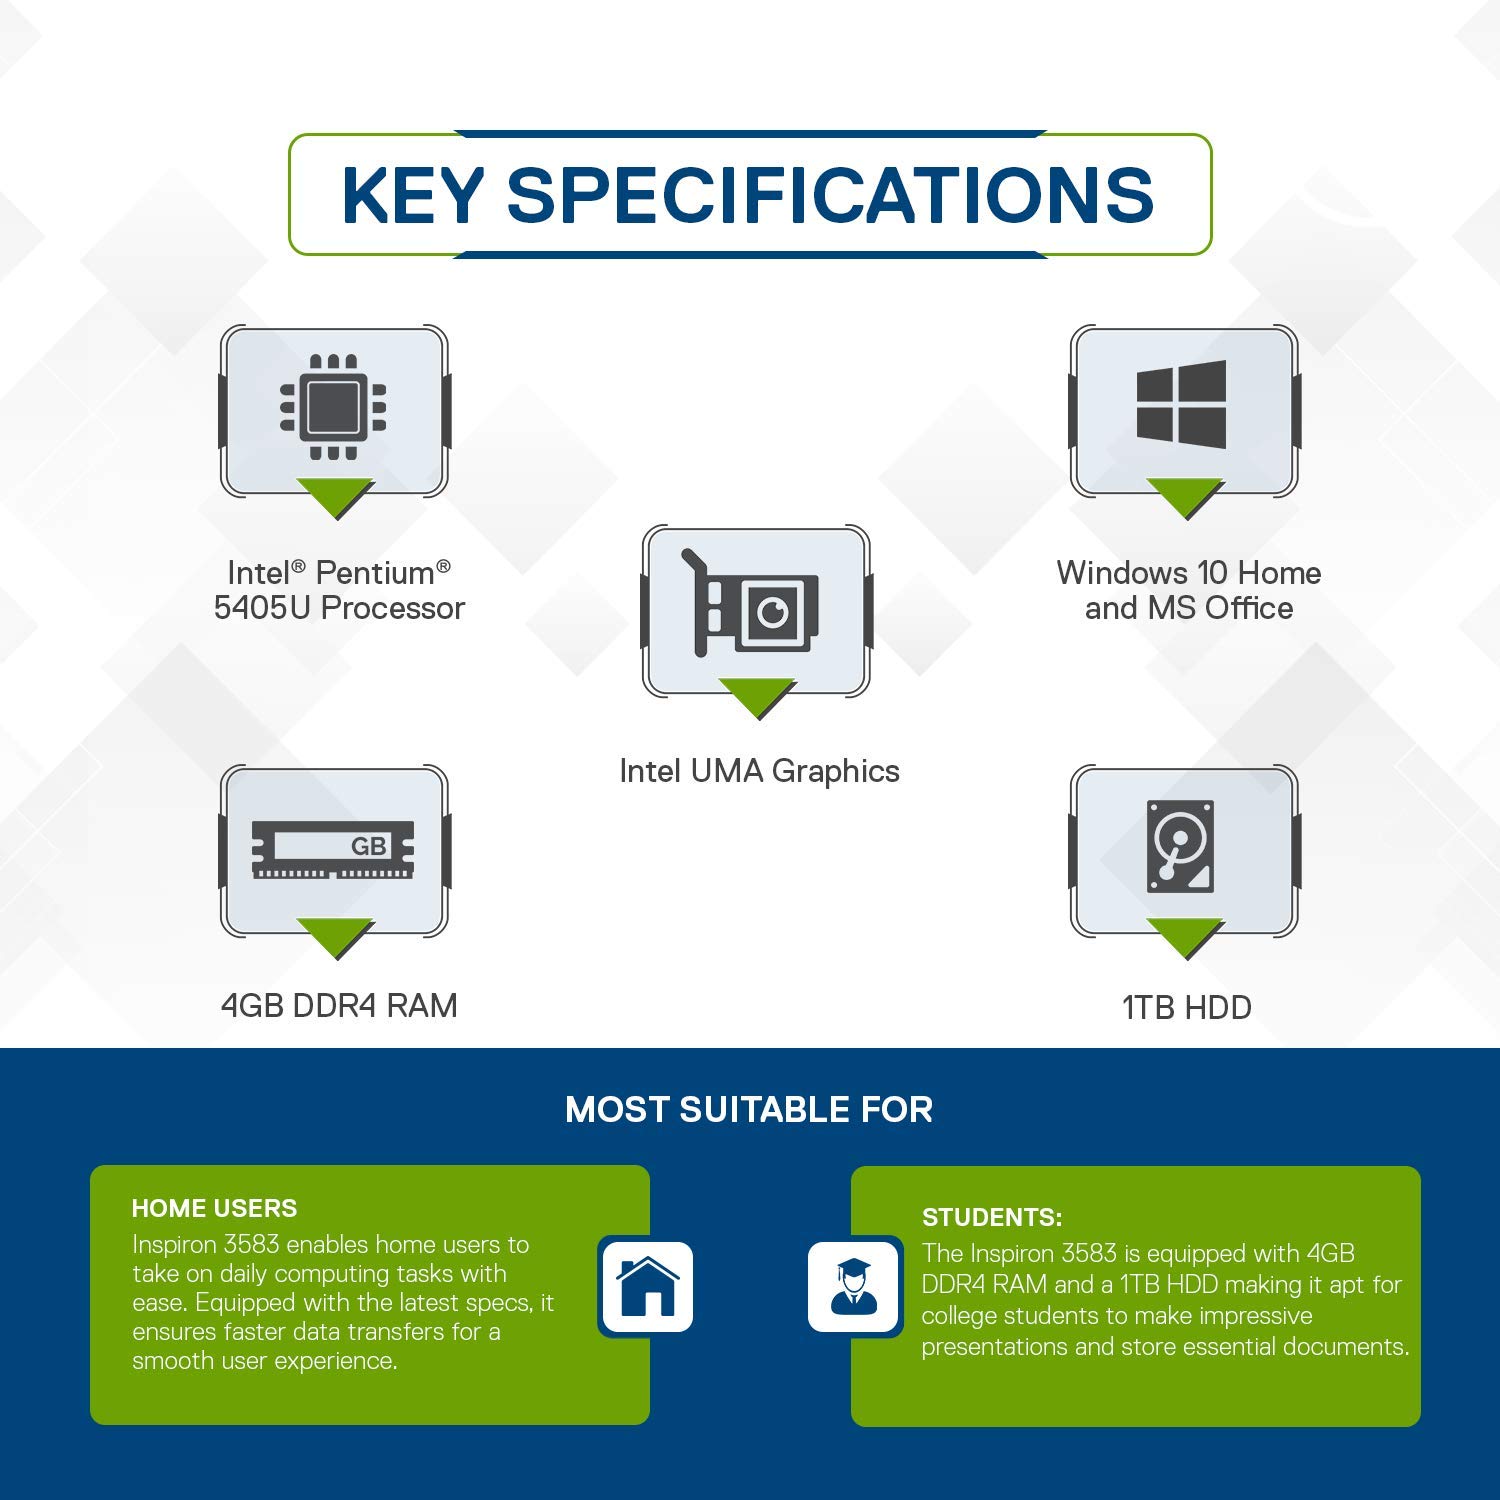 KEY SPECIFICATIONS
Intel® Pentium®
5405U Processor
Windows 10 Home
and MS Office
Intel UMA Graphics
GB
4GB DDR4 RAM
1TB HDD
MOST SUITABLE FOR
HOME USERS
Inspiron 3583 enables home users to
take on daily computing tasks with
ease. Equipped with the latest specs, it
ensures faster data transfers for a
smooth user experience.
STUDENTS:
The Inspiron 3583 is equipped with 4GB
DDR4 RAM and a 1TB HDD making it apt for
college students to make impressive
presentations and store essential documents.